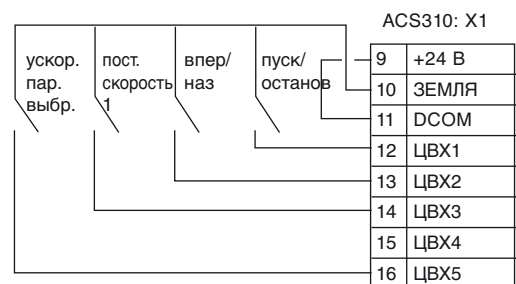 ACS310: X1
ускор.
пар.
выбр.
пост.
скорость
1
впер/
наз
пуск/
останов
9 +24 В
10 ЗЕМЛЯ
11 DCOM
12 ЦВХ1
13 ЦВХ2
14 ЦВХ3
15 ЦВХ4
16 ЦВХ5